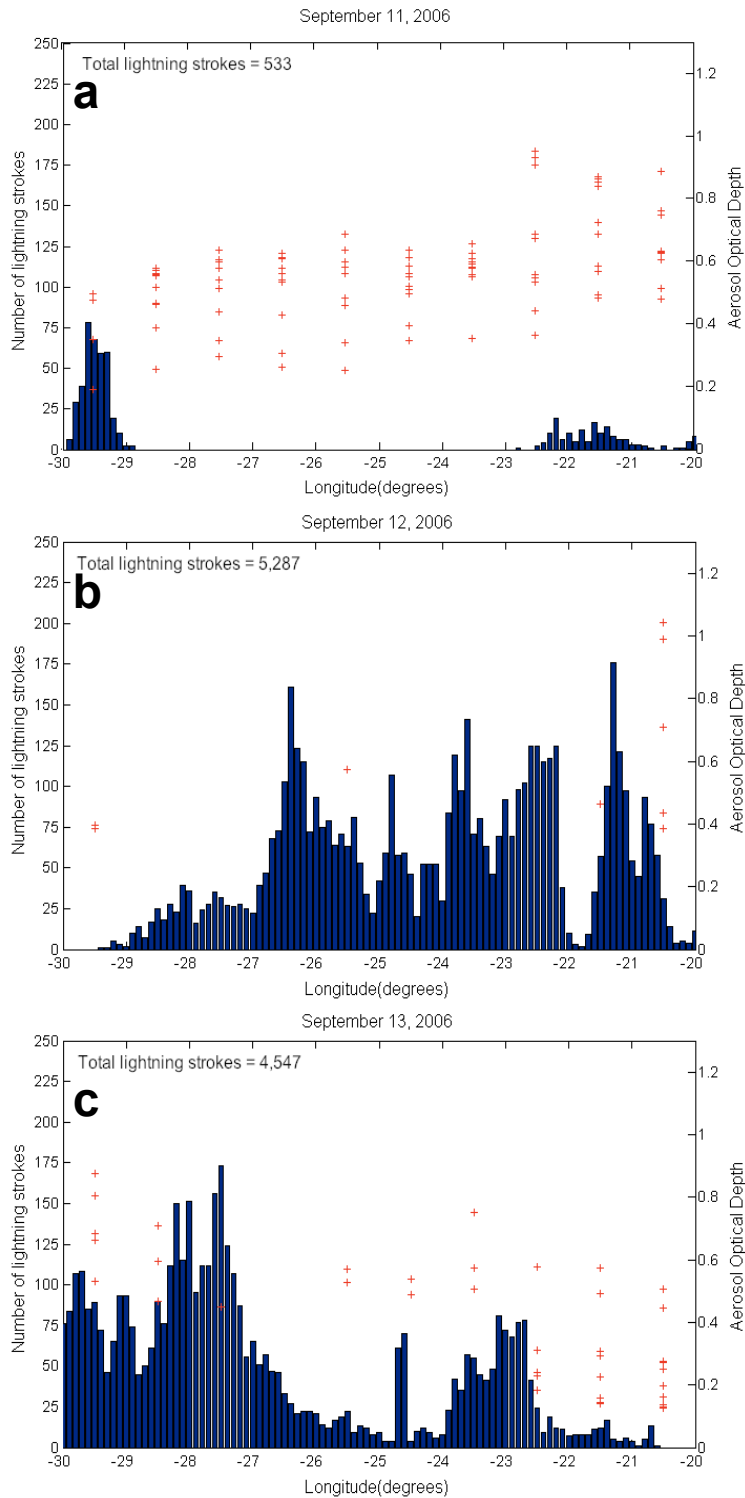 September 11, 2006
Total lightning strokes = 533
a
250
225
200
175
150
125
100
75
50
25
0
Number of lightning strokes
1.2
1
0.8
0.6
0.4
0.2
0
Aerosol Optical Depth
-30 -29 -28 -27 -26 -25 -24 -23 -22 -21 -20
Longitude(degrees)
September 12, 2006
Total lightning strokes = 5,287
b
250
225
200
175
150
125
100
75
50
25
0
Number of lightning strokes
1.2
1
0.8
0.6
0.4
0.2
0
Aerosol Optical Depth
-30 -29 -28 -27 -26 -25 -24 -23 -22 -21 -20
Longitude(degrees)
September 13, 2006
Total lightning strokes = 4,547
c
250
225
200
175
150
125
100
75
50
25
0
Number of lightning strokes
1.2
1
0.8
0.6
0.4
0.2
0
Aerosol Optical Depth
-30 -29 -28 -27 -26 -25 -24 -23 -22 -21 -20
Longitude(degrees)